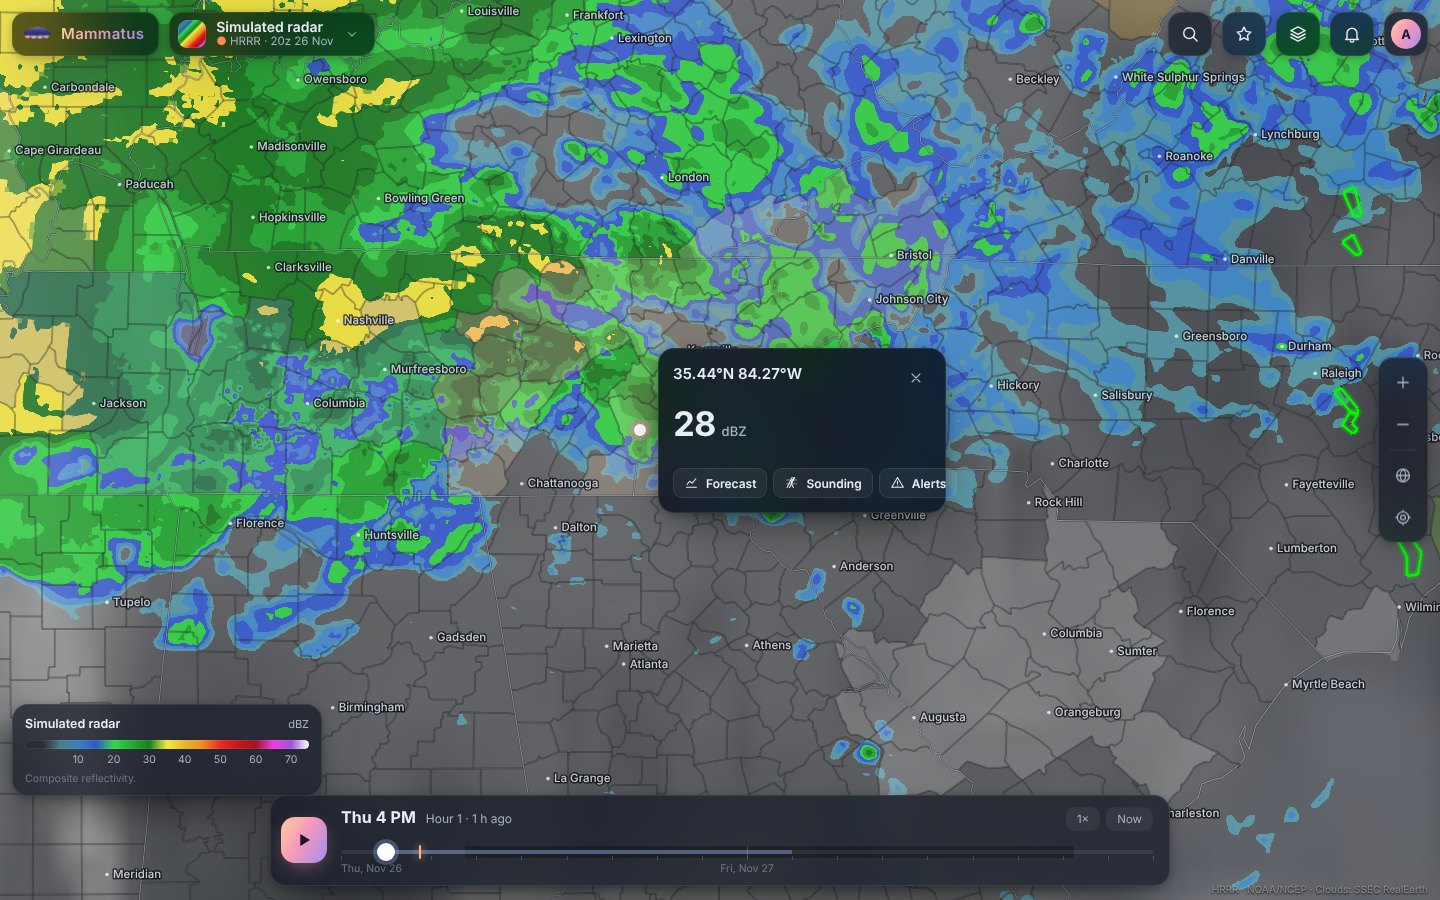 Mammatus
Simulated radar
HRRR · 20z 26 Nov
A
Louisville
Frankfort
Lexington
Owensboro
Carbondale
Beckley
White Sulphur Springs
Lynchburg
Cape Girardeau
Madisonville
Roanoke
Paducah
London
Bowling Green
Hopkinsville
Clarksville
Bristol
Danville
Johnson City
Nashville
Greensboro
Durham
Murfreesboro
Raleigh
Hickory
Salisbury
Jackson
Columbia
35.44°N 84.27°W
28 dBZ
Forecast
Sounding
Alerts
Charlotte
Chattanooga
Fayetteville
Rock Hill
Greenville
Florence
Dalton
Huntsville
Lumberton
Anderson
Tupelo
Wilmin
Florence
Gadsden
Columbia
Marietta
Athens
Sumter
Atlanta
Myrtle Beach
Birmingham
Augusta
Orangeburg
Simulated radar dBZ
10 20 30 40 50 60 70
Composite reflectivity.
La Grange
harleston
Thu 4 PM Hour 1 · 1 h ago
1× Now
Thu, Nov 26
Fri, Nov 27
Meridian
HRRR · NOAA/NCEP · Clouds: SSEC RealEarth